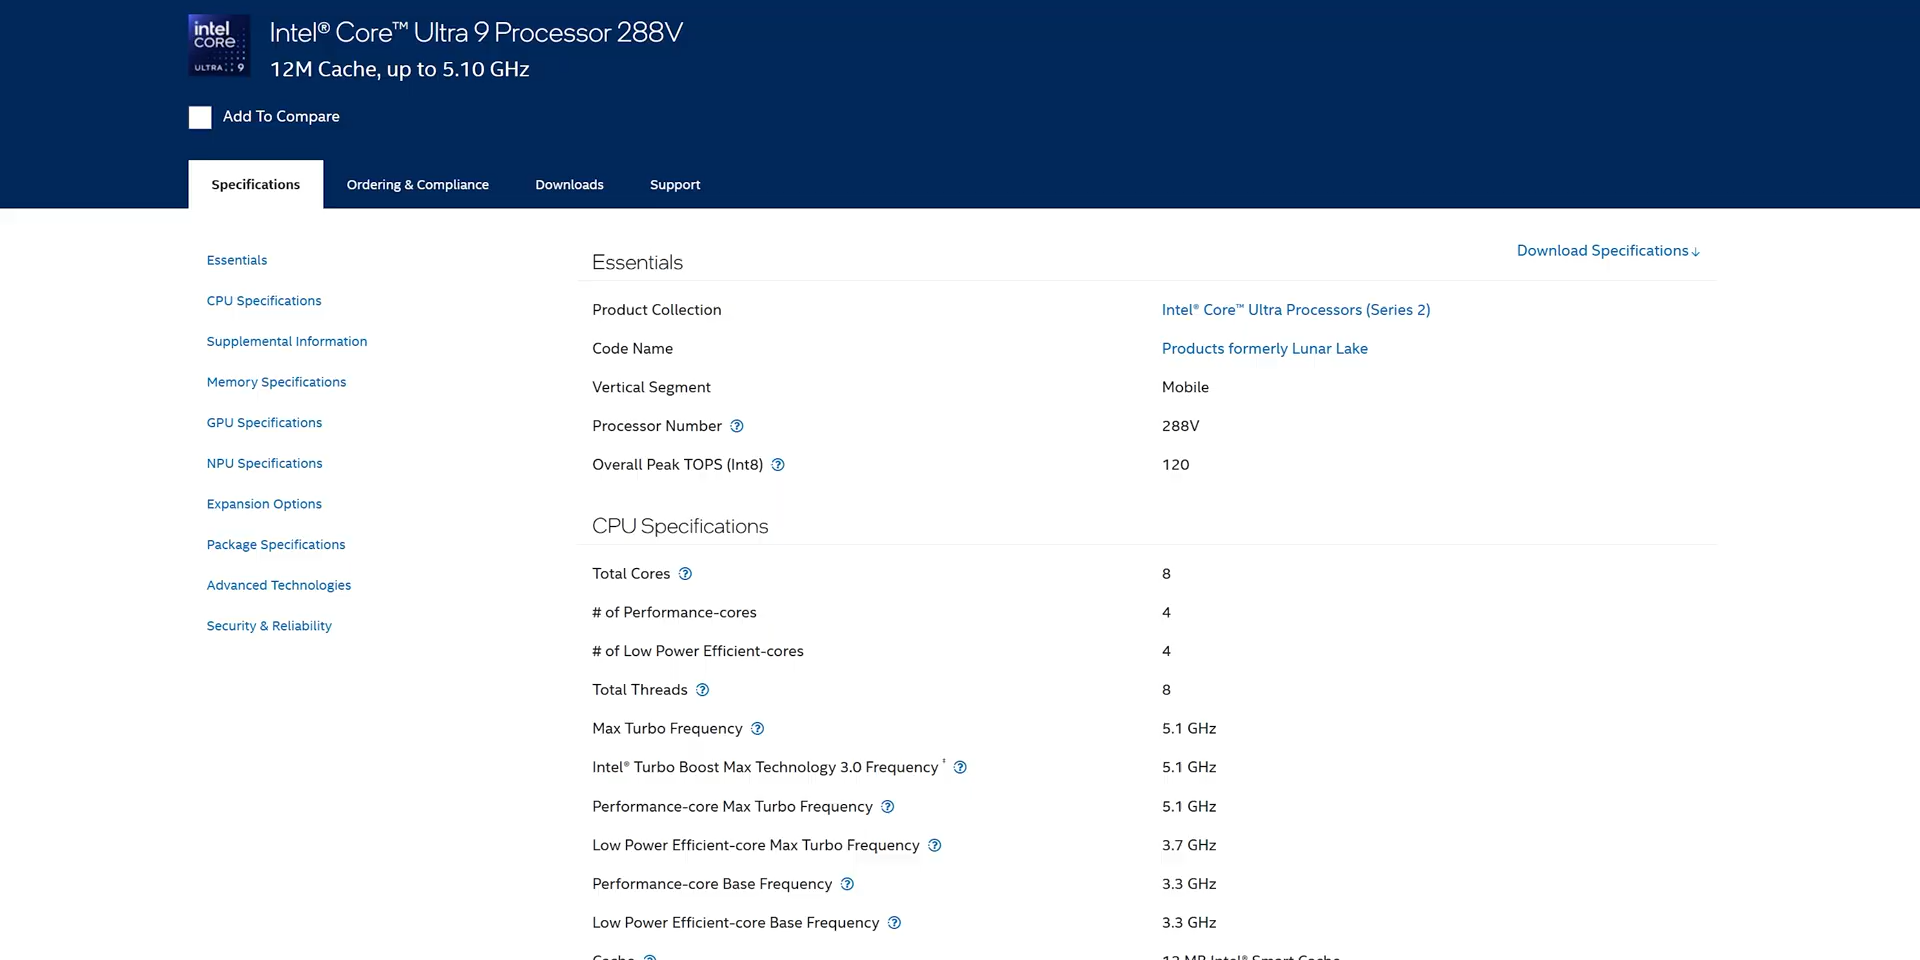 intel
CORE
ULTRA 9
Intel® Core™ Ultra 9 Processor 288V
12M Cache, up to 5.10 GHz
Add To Compare
Specifications
Ordering & Compliance
Downloads
Support
Essentials
CPU Specifications
Supplemental Information
Memory Specifications
GPU Specifications
NPU Specifications
Expansion Options
Package Specifications
Advanced Technologies
Security & Reliability
Download Specifications↓
Essentials
Product Collection Intel® Core™ Ultra Processors (Series 2)
Code Name Products formerly Lunar Lake
Vertical Segment Mobile
Processor Number ? 288V
Overall Peak TOPS (Int8) ? 120
CPU Specifications
Total Cores ? 8
# of Performance-cores 4
# of Low Power Efficient-cores 4
Total Threads ? 8
Max Turbo Frequency ? 5.1 GHz
Intel® Turbo Boost Max Technology 3.0 Frequency ‡ ? 5.1 GHz
Performance-core Max Turbo Frequency ? 5.1 GHz
Low Power Efficient-core Max Turbo Frequency ? 3.7 GHz
Performance-core Base Frequency ? 3.3 GHz
Low Power Efficient-core Base Frequency ? 3.3 GHz
Cache ? 12 MB Intel® Smart Cache